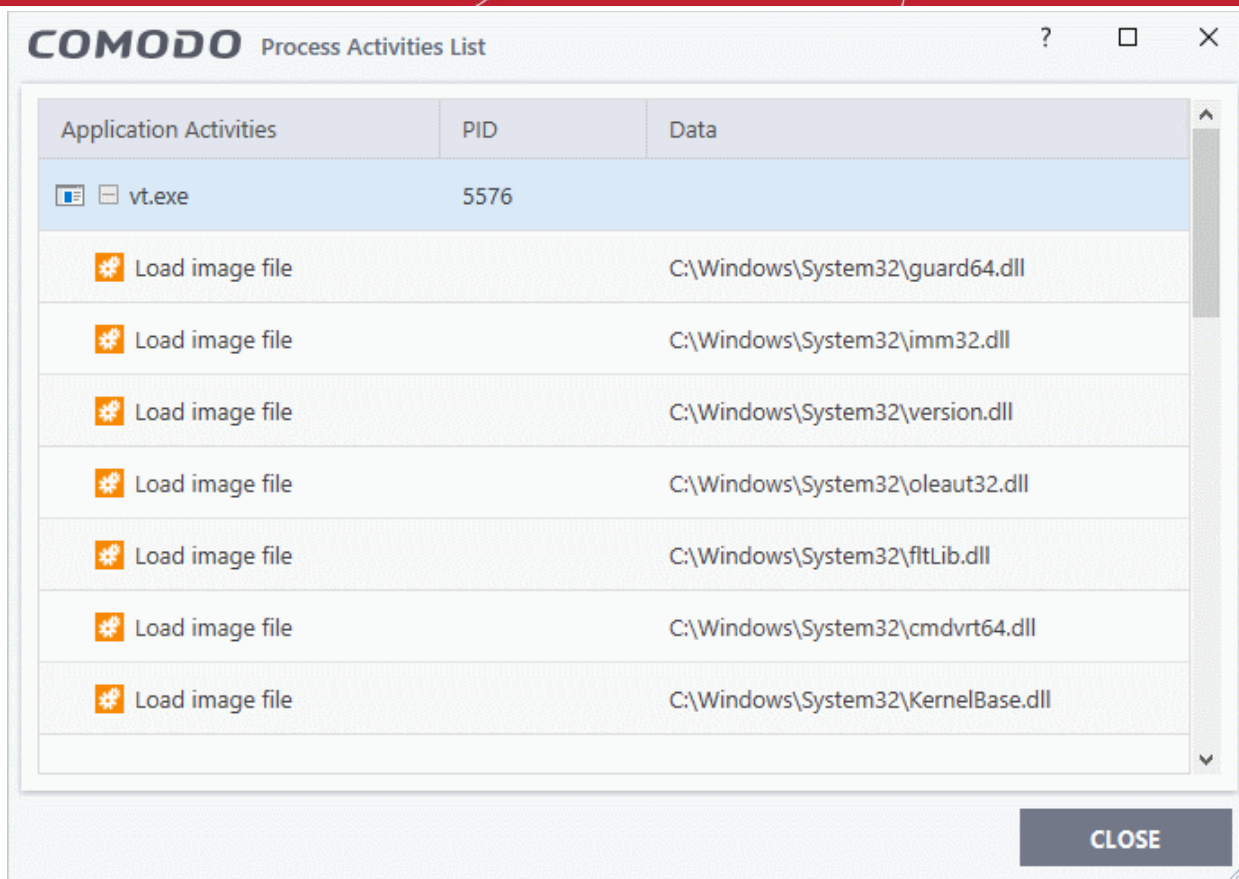 COMODO Process Activities List ?
Application Activities PID Data
vt.exe 5576
Load image file C:\Windows\System32\guard64.dll
Load image file C:\Windows\System32\imm32.dll
Load image file C:\Windows\System32\version.dll
Load image file C:\Windows\System32\oleaut32.dll
Load image file C:\Windows\System32\fltLib.dll
Load image file C:\Windows\System32\cmdvrt64.dll
Load image file C:\Windows\System32\KernelBase.dll
CLOSE